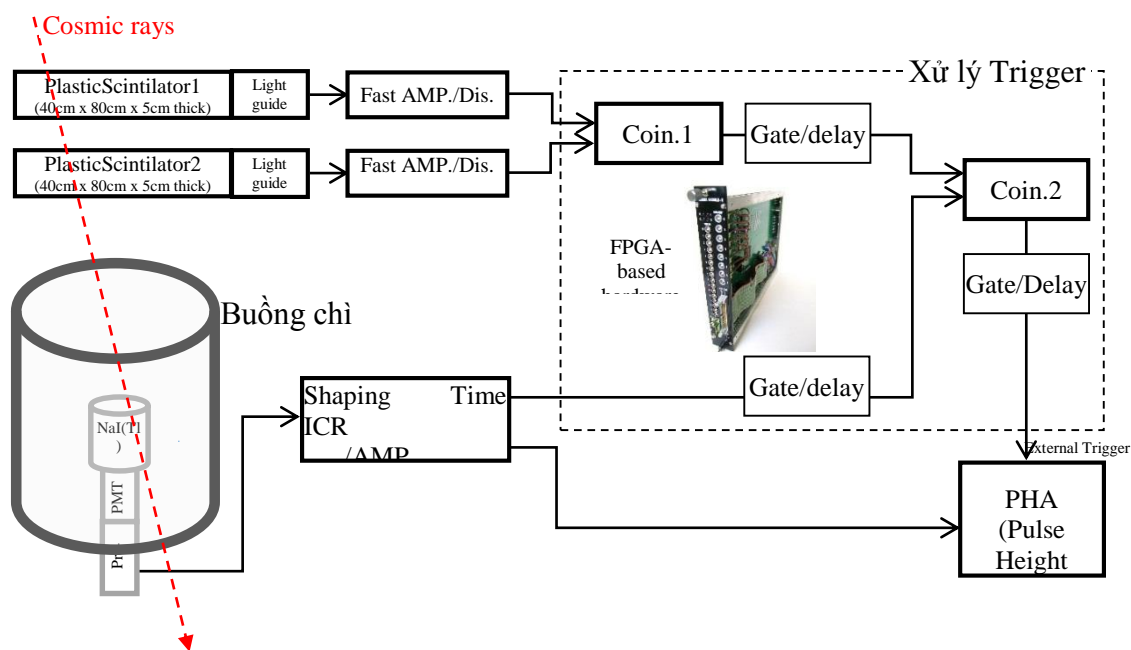 Cosmic rays
PlasticScintilator1
(40cm x 80cm x 5cm thick)
Light
guide
Fast AMP./Dis.
Xử lý Trigger
Coin.1
Gate/delay
PlasticScintilator2
(40cm x 80cm x 5cm thick)
Light
guide
Fast AMP./Dis.
Coin.2
FPGA-
based
hardware
Gate/Delay
Buồng chì
Gate/delay
Shaping Time
ICR
/AMP
NaI(Tl
)
PMT
External Trigger
PHA
(Pulse
Height